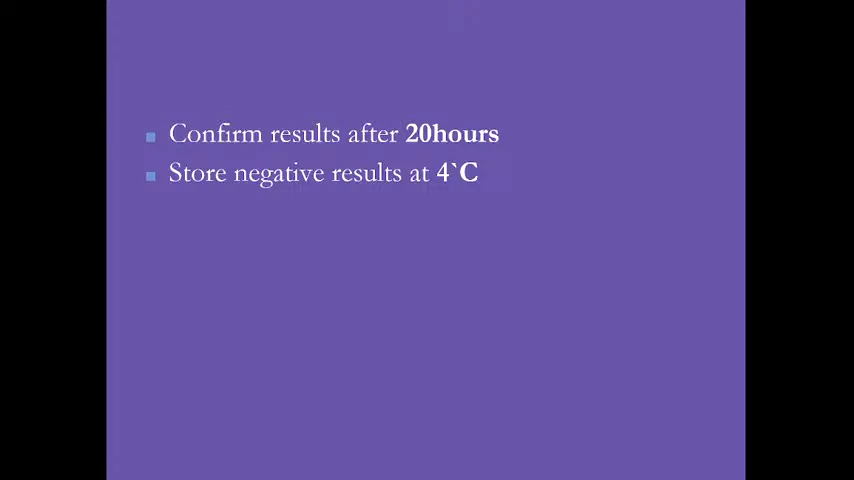 Confirm results after 20hours
Store negative results at 4`C